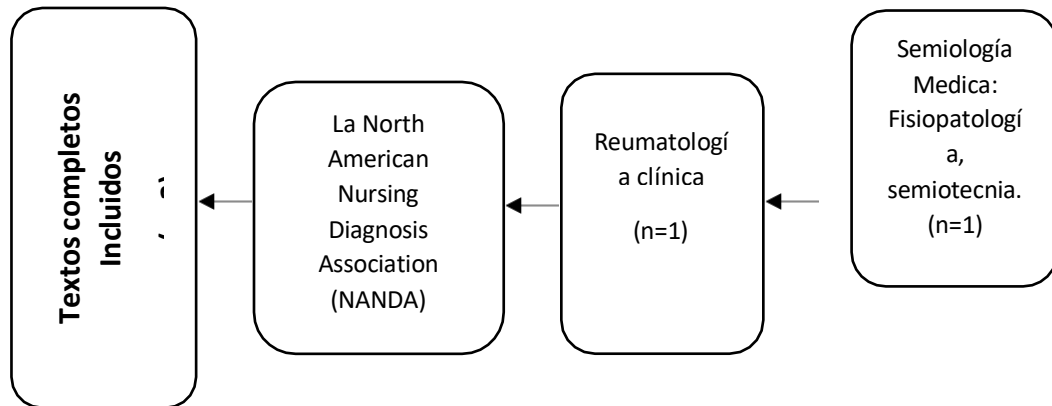 Textos completos
Incluidos
La North
American
Nursing
Diagnosis
Association
(NANDA)
Reumatologí
a clínica
(n=1)
Semiología
Medica:
Fisiopatologí
a,
semiotecnia.
(n=1)